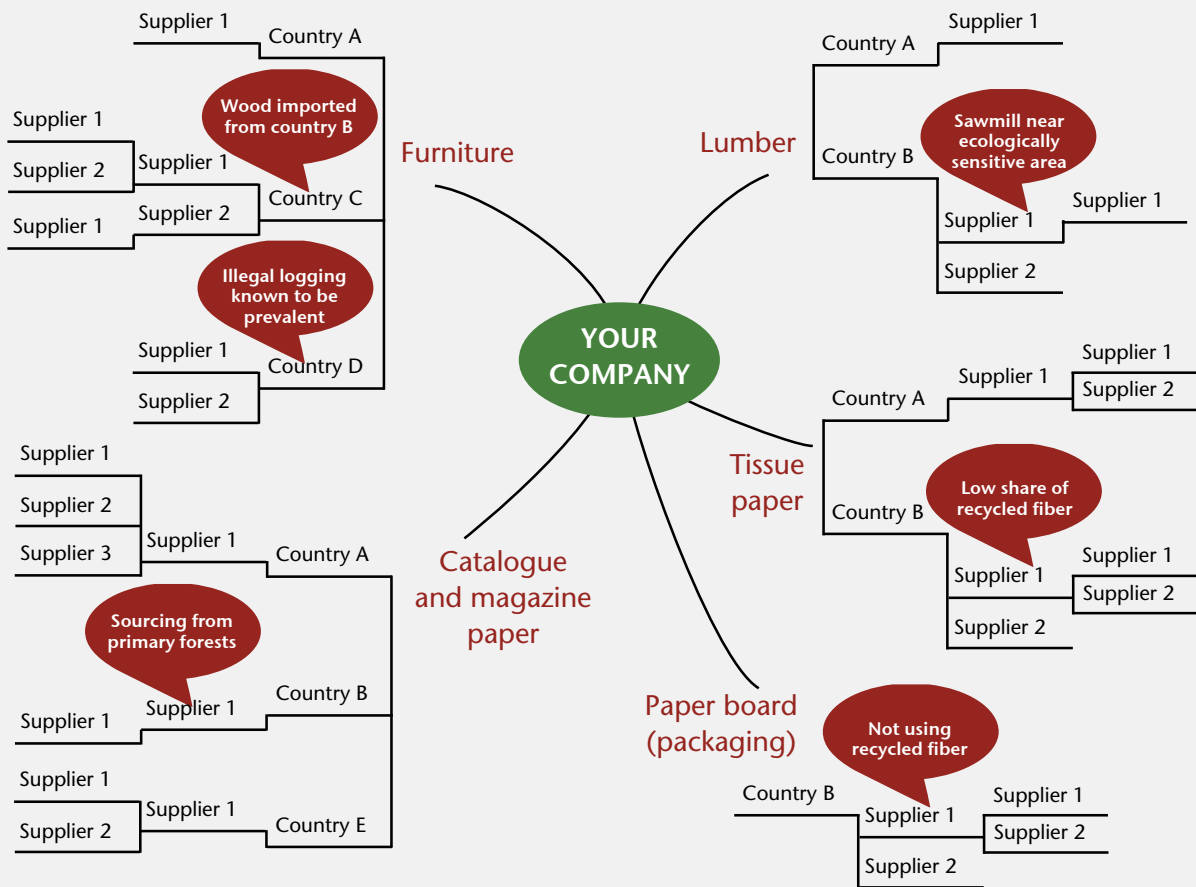 Supplier 1
Country A
Wood imported
from country B
Supplier 1
Supplier 2
Supplier 1
Supplier 1
Supplier 2
Country C
Illegal logging
known to be
prevalent
Supplier 1
Country D
Supplier 2
Furniture
Lumber
Supplier 1
Country A
Sawmill near
ecologically
sensitive area
Country B
Supplier 1
Supplier 1
Supplier 2
YOUR
COMPANY
Supplier 1
Supplier 1
Supplier 2
Country A
Tissue
paper
Low share of
recycled fiber
Country B
Supplier 1
Supplier 1
Supplier 2
Supplier 2
Supplier 1
Supplier 2
Supplier 3
Supplier 1
Country A
Catalogue
and magazine
paper
Sourcing from
primary forests
Country B
Supplier 1
Supplier 1
Supplier 1
Supplier 1
Supplier 2
Country E
Paper board
(packaging)
Not using
recycled fiber
Country B
Supplier 1
Supplier 1
Supplier 2
Supplier 2